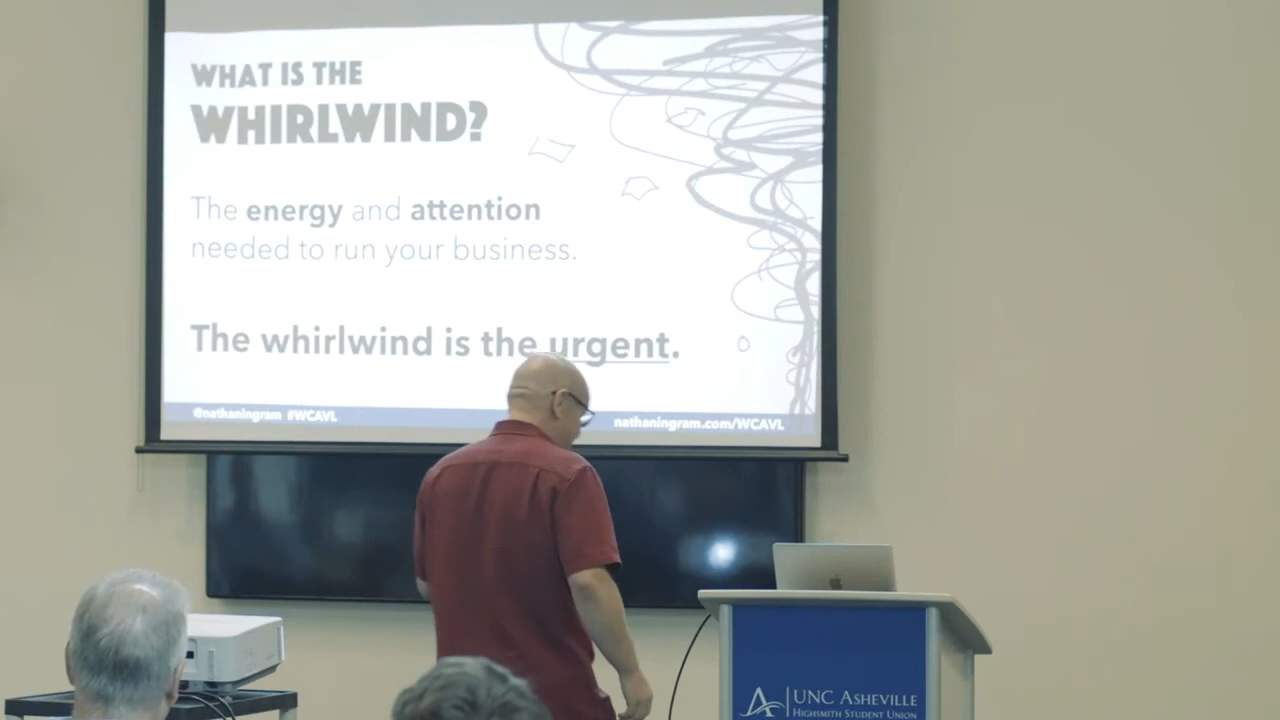 WHAT IS THE
WHIRLWIND?
The energy and attention
needed to run your business.
The whirlwind is the urgent.
@nathaningram #WCAVL
nathaningram.com/WCAVL
UNC ASHEVILLE
HIGHSMITH STUDENT UNION